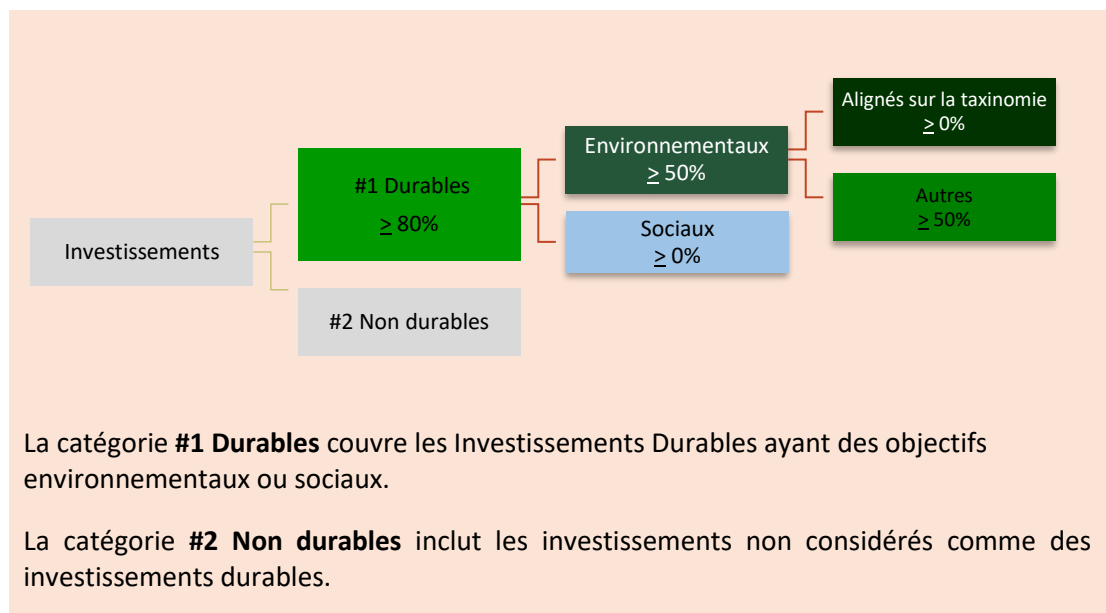 Alignés sur la taxinomie
≥ 0%
Environnementaux
≥ 50%
#1 Durables
≥ 80%
Autres
≥ 50%
Sociaux
≥ 0%
Investissements
#2 Non durables
La catégorie #1 Durables couvre les Investissements Durables ayant des objectifs
environnementaux ou sociaux.
La catégorie #2 Non durables inclut les investissements non considérés comme des
investissements durables.